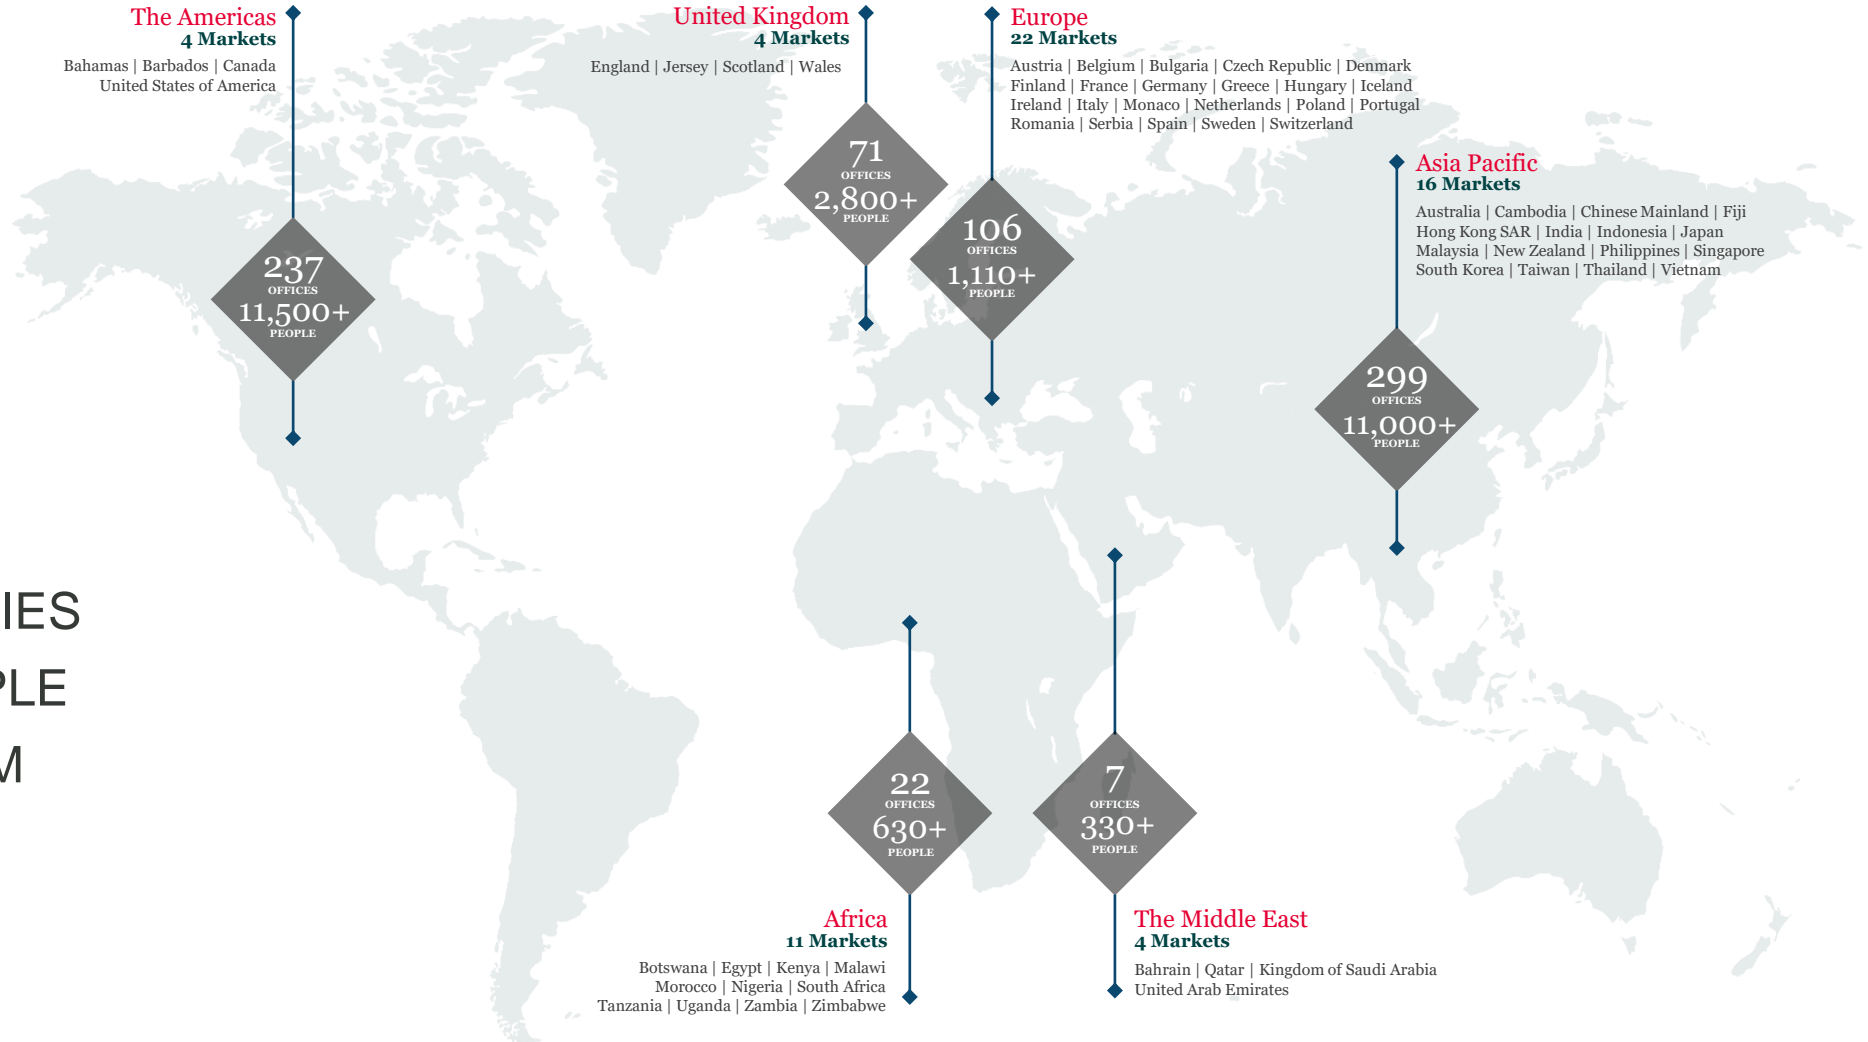 The Americas
4 Markets
Bahamas | Barbados | Canada
United States of America
237
OFFICES
11,500+
PEOPLE
United Kingdom
4 Markets
England | Jersey | Scotland | Wales
71
OFFICES
2,800+
PEOPLE
Europe
22 Markets
Austria | Belgium | Bulgaria | Czech Republic | Denmark
Finland | France | Germany | Greece | Hungary | Iceland
Ireland | Italy | Monaco | Netherlands | Poland | Portugal
Romania | Serbia | Spain | Sweden | Switzerland
106
OFFICES
1,110+
PEOPLE
Asia Pacific
16 Markets
Australia | Cambodia | Chinese Mainland | Fiji
Hong Kong SAR | India | Indonesia | Japan
Malaysia | New Zealand | Philippines | Singapore
South Korea | Taiwan | Thailand | Vietnam
299
OFFICES
11,000+
PEOPLE
IES
PLE
M
22
OFFICES
630+
PEOPLE
Africa
11 Markets
Botswana | Egypt | Kenya | Malawi
Morocco | Nigeria | South Africa
Tanzania | Uganda | Zambia | Zimbabwe
7
OFFICES
330+
PEOPLE
The Middle East
4 Markets
Bahrain | Qatar | Kingdom of Saudi Arabia
United Arab Emirates